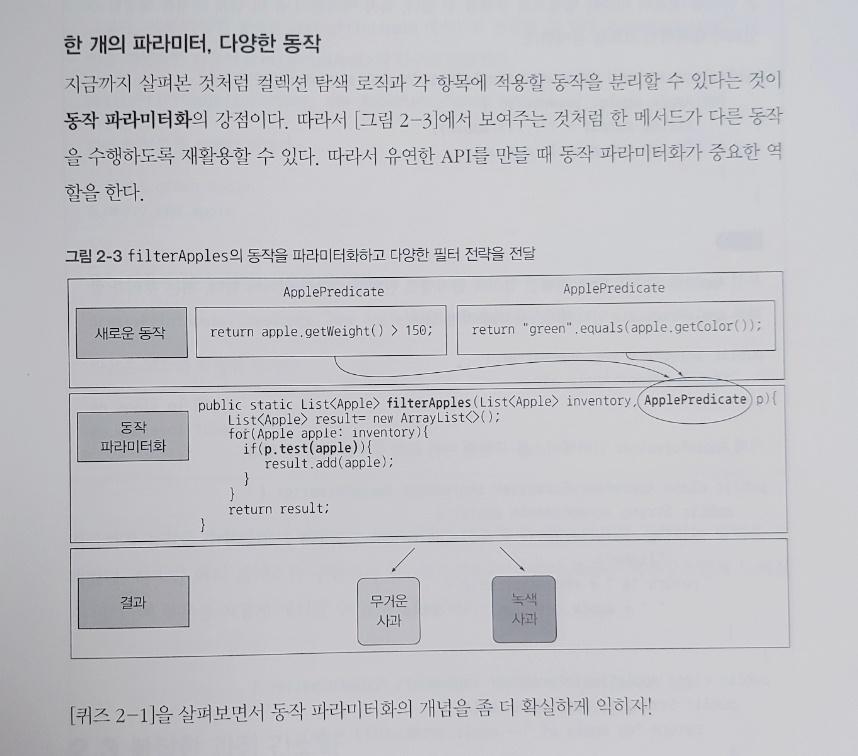 한 개의 파라미터, 다양한 동작
지금까지 살펴본 것처럼 컬렉션 탐색 로직과 각 항목에 적용할 동작을 분리할 수 있다는 것이
동작 파라미터화의 강점이다. 따라서 [그림 2-3]에서 보여주는 것처럼 한 메서드가 다른 동작
을 수행하도록 재활용할 수 있다. 따라서 유연한 API를 만들 때 동작 파라미터화가 중요한 역
할을 한다.
그림 2-3 filterApples의 동작을 파라미터화하고 다양한 필터 전략을 전달
ApplePredicate
ApplePredicate
새로운 동작
return apple.getWeight() > 150;
return "green".equals(apple.getColor());
동작
파라미터화
public static List<Apple> filterApples(List<Apple> inventory, ApplePredicate p){
List<Apple> result= new ArrayList<>();
for(Apple apple: inventory){
if(p.test(apple)){
result.add(apple);
}
}
return result;
}
결과
무거운
사과
녹색
사과
[퀴즈 2-1]을 살펴보면서 동작 파라미터화의 개념을 좀 더 확실하게 익히자!